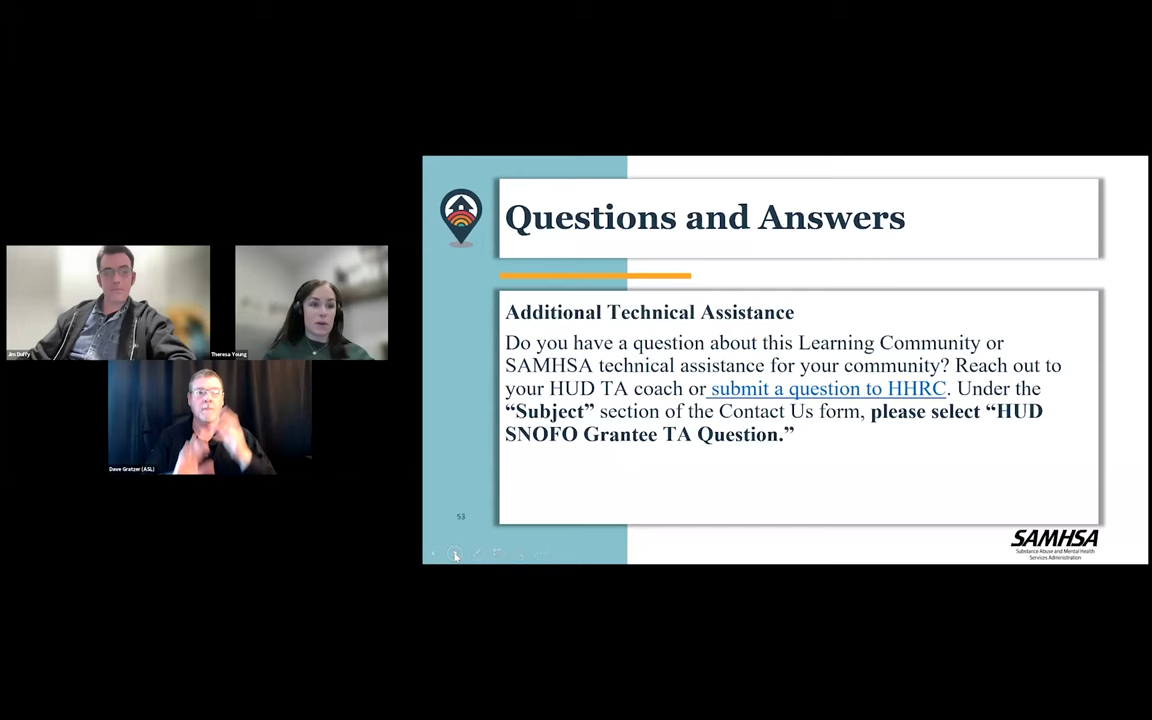 Questions and Answers
Additional Technical Assistance
Do you have a question about this Learning Community or
SAMHSA technical assistance for your community? Reach out to
your HUD TA coach or submit a question to HHRC. Under the
“Subject” section of the Contact Us form, please select “HUD
SNOFO Grantee TA Question.”
53
SAMHSA
Substance Abuse and Mental Health
Services Administration
Jim Duffy
Theresa Young
Dave Gratzer (ASL)